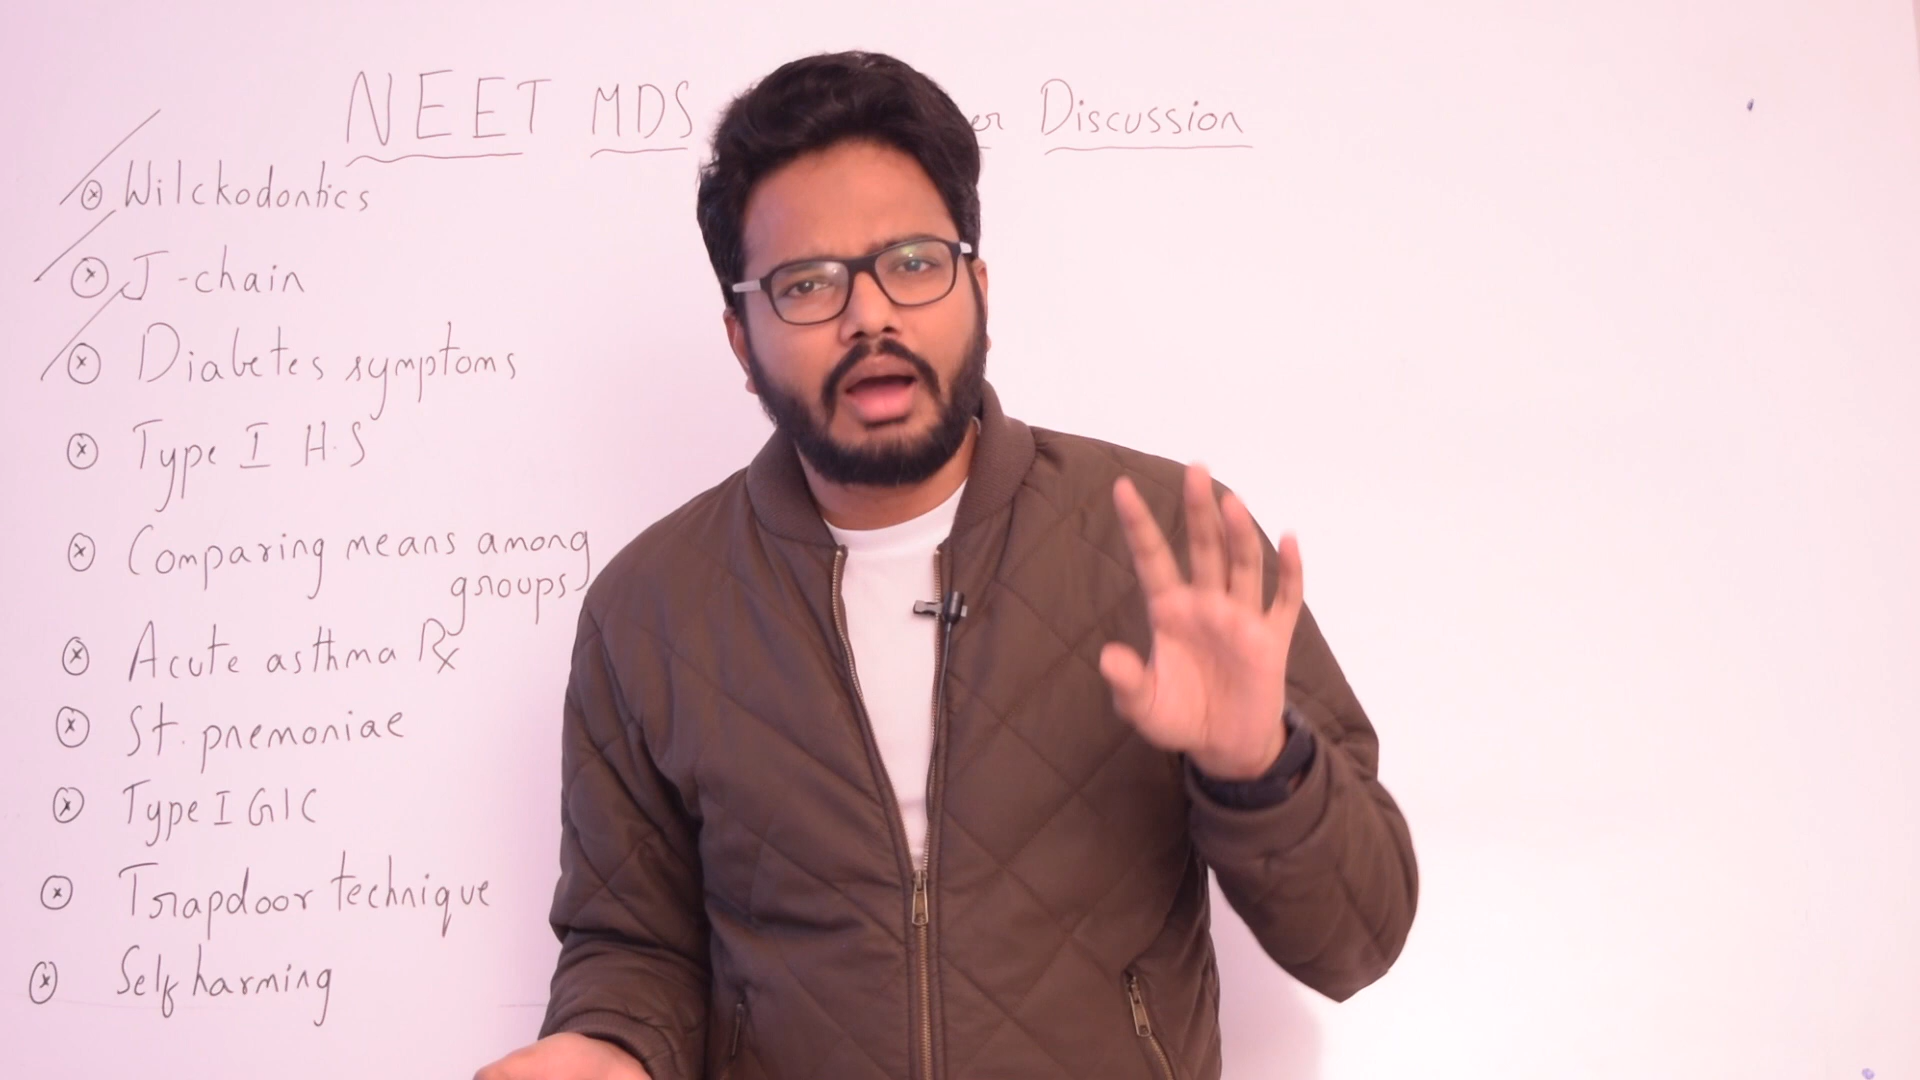 NEET MDS er Discussion
Wilckodontics
J-chain
Diabetes symptoms
Type I H.S
Comparing means among
groups
Acute asthma Rx
St. pnemoniae
Type I GIC
Trapdoor technique
Self harming